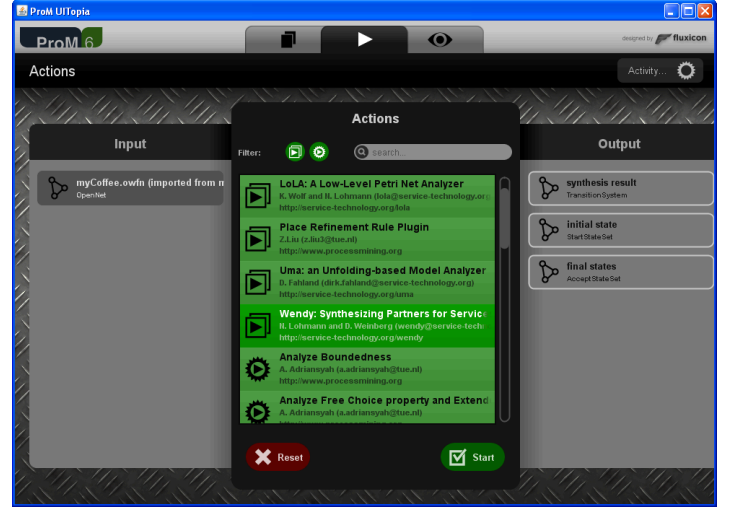 ProM UITopia
ProM 6
designed by fluxicon
Actions
Activity...
Actions
Input
Output
Filter:
search...
myCoffee.owfn (imported from n
OpenNet
LoLA: A Low-Level Petri Net Analyzer
K. Wolf and N. Lohmann (lola@service-technology.org
http://service-technology.org/lola
Place Refinement Rule Plugin
Z.Liu (z.liu3@tue.nl)
http://www.processmining.org
Uma: an Unfolding-based Model Analyzer
D. Fahland (dirk.fahland@service-technology.org)
http://service-technology.org/uma
Wendy: Synthesizing Partners for Service
N. Lohmann and D. Weinberg (wendy@service-tech
http://service-technology.org/wendy
Analyze Boundedness
A. Adriansyah (a.adriansyah@tue.nl)
http://www.processmining.org
Analyze Free Choice property and Extend
A. Adriansyah (a.adriansyah@tue.nl)
synthesis result
TransitionSystem
initial state
StartStateSet
final states
AcceptStateSet
Reset
Start